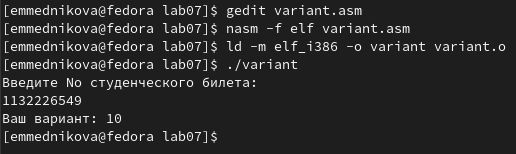 [emmednikova@fedora lab07]$ gedit variant.asm
[emmednikova@fedora lab07]$ nasm -f elf variant.asm
[emmednikova@fedora lab07]$ ld -m elf_i386 -o variant variant.o
[emmednikova@fedora lab07]$ ./variant
Введите No студенческого билета:
1132226549
Ваш вариант: 10
[emmednikova@fedora lab07]$